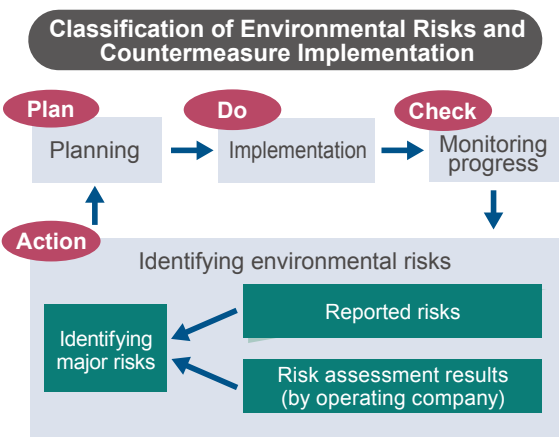 Classification of Environmental Risks and
Countermeasure Implementation
Plan
Planning
Do
Implementation
Check
Monitoring
progress
Action
Identifying environmental risks
Identifying
major risks
Reported risks
Risk assessment results
(by operating company)